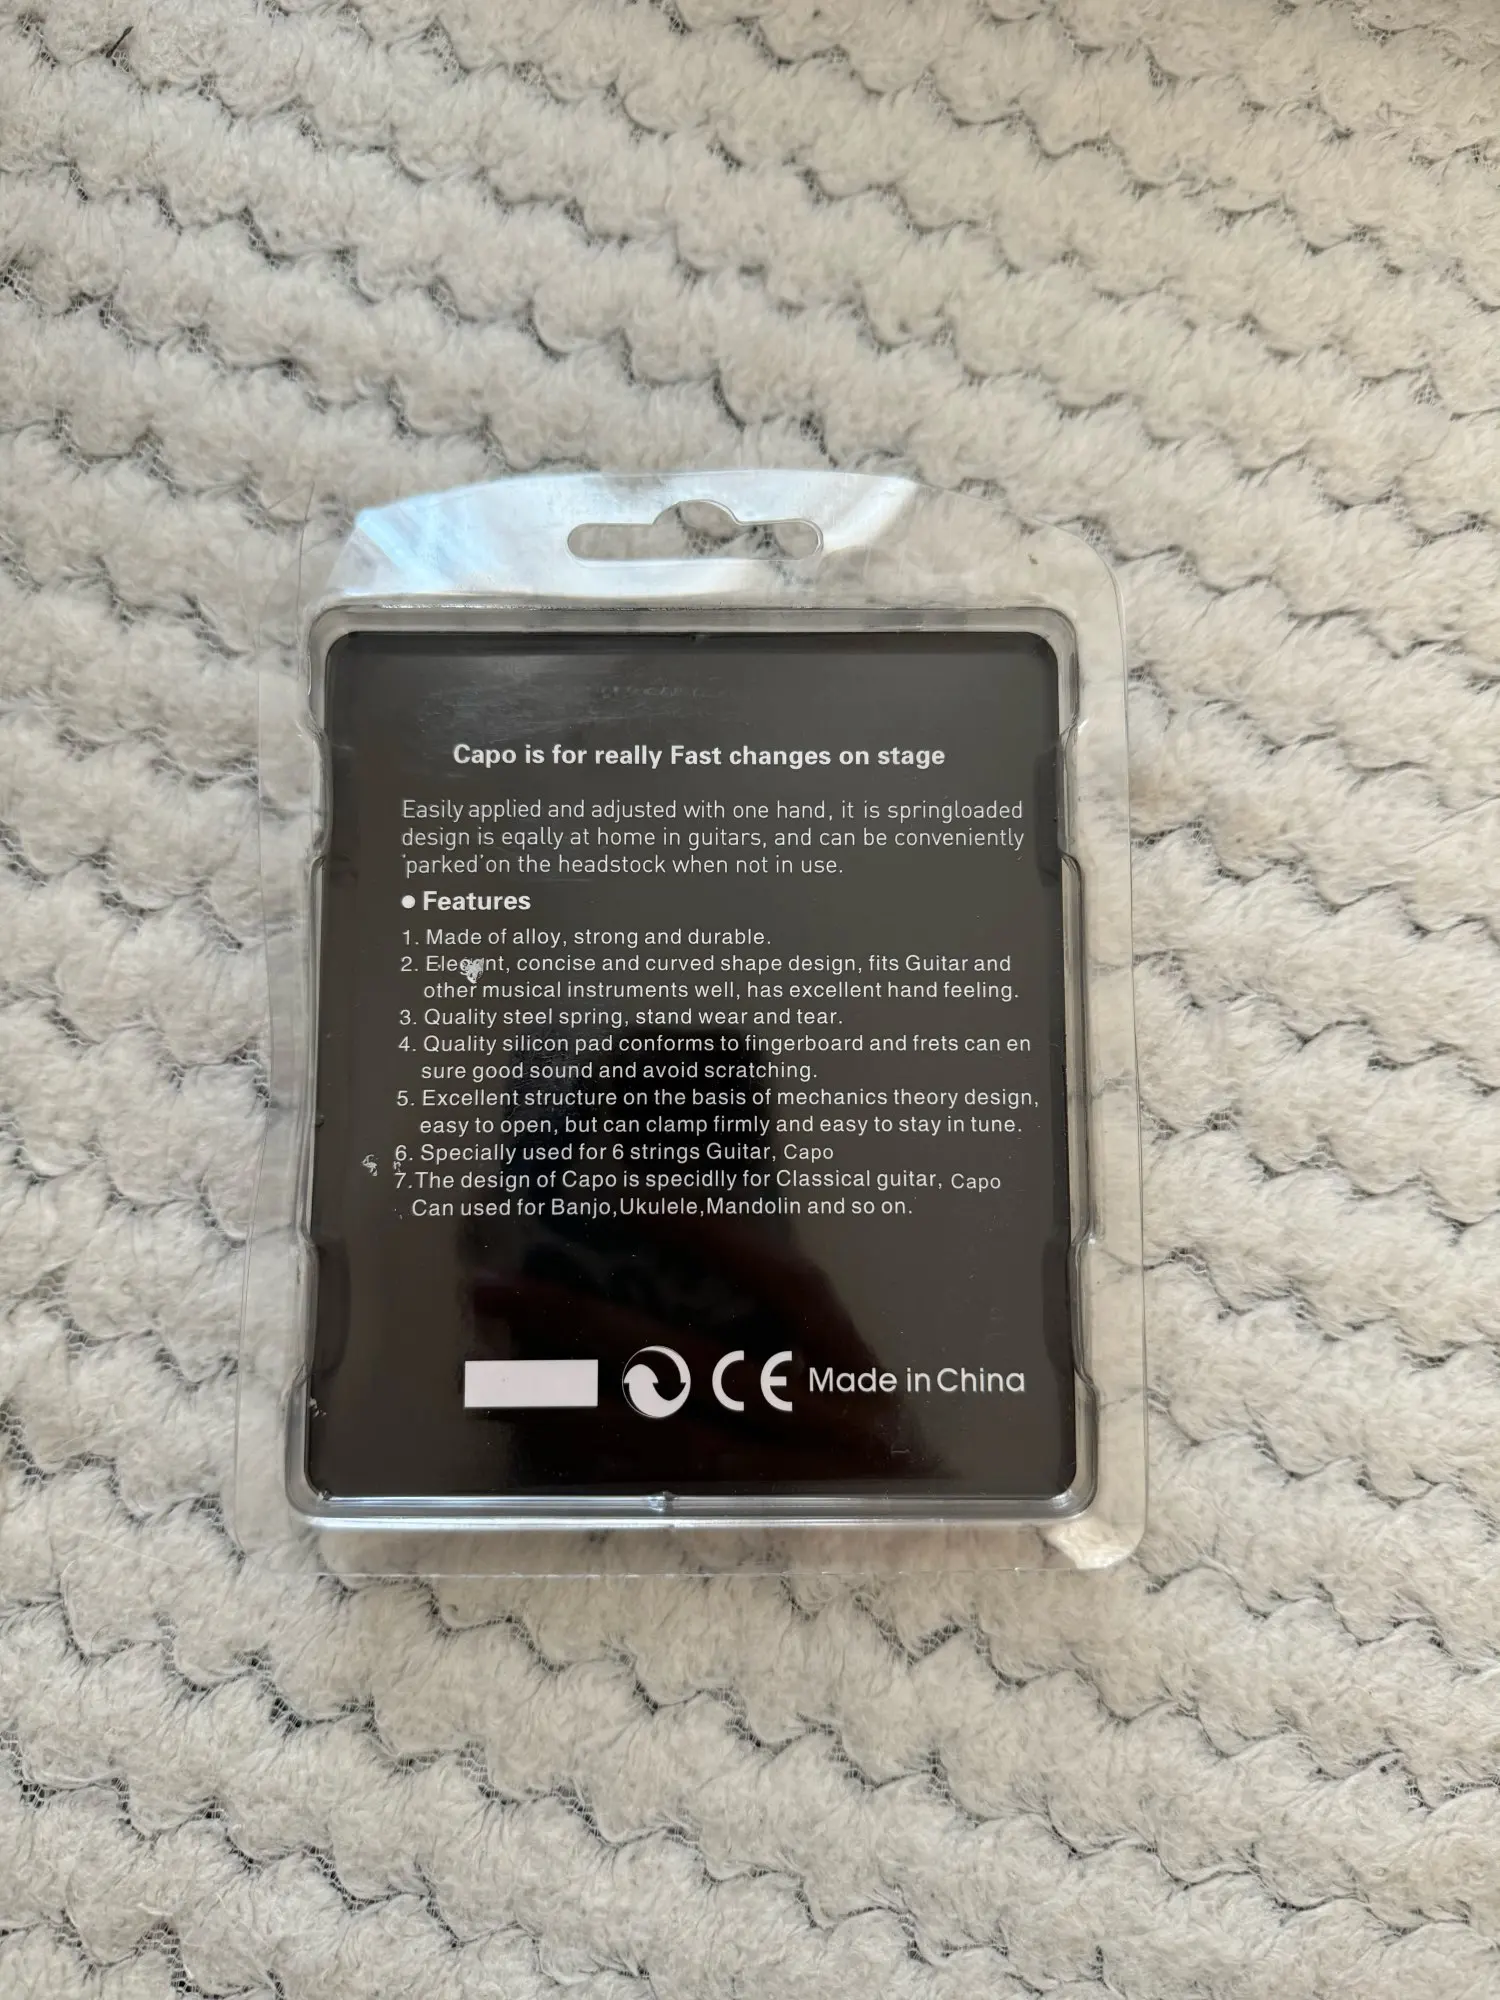 Capo is for really Fast changes on stage
Easily applied and adjusted with one hand, it is springloaded
design is eqally at home in guitars, and can be conveniently
'parked' on the headstock when not in use.
● Features
1. Made of alloy, strong and durable.
2. Elegant, concise and curved shape design, fits Guitar and
other musical instruments well, has excellent hand feeling.
3. Quality steel spring, stand wear and tear.
4. Quality silicon pad conforms to fingerboard and frets can en
sure good sound and avoid scratching.
5. Excellent structure on the basis of mechanics theory design,
easy to open, but can clamp firmly and easy to stay in tune.
6. Specially used for 6 strings Guitar, Capo
7.The design of Capo is specidlly for Classical guitar, Capo
Can used for Banjo,Ukulele,Mandolin and so on.
CE Made in China